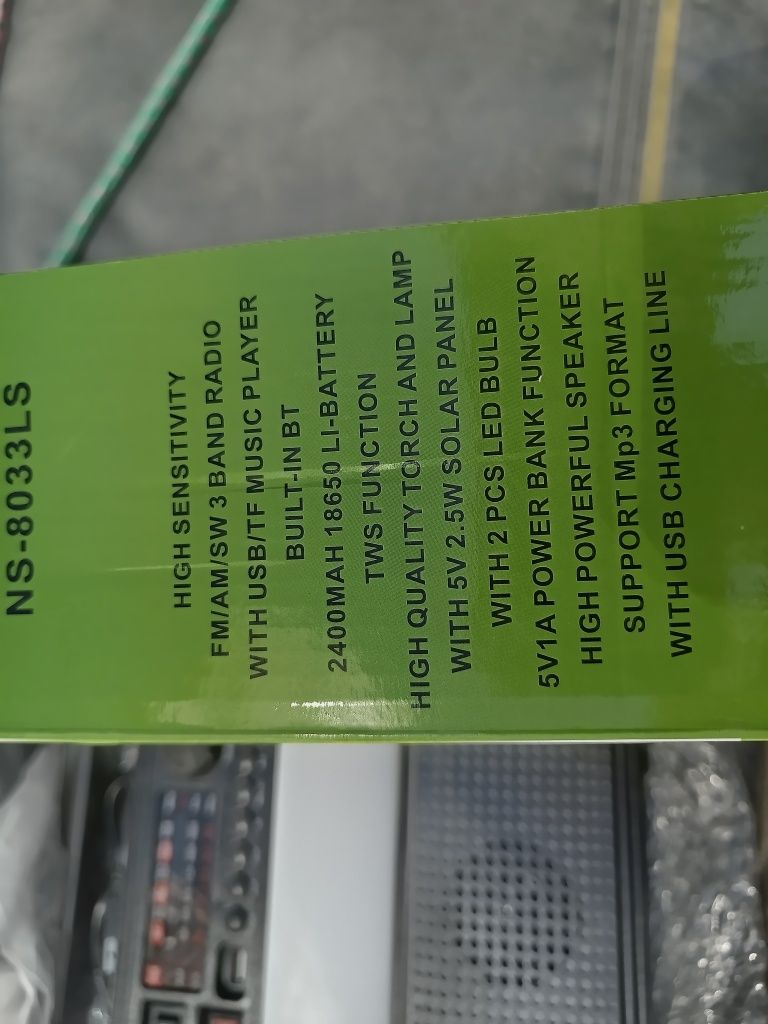 NS-8033LS
HIGH SENSITIVITY
FM/AM/SW 3 BAND RADIO
WITH USB/TF MUSIC PLAYER
BUILT-IN BT
2400MAH 18650 LI-BATTERY
TWS FUNCTION
HIGH QUALITY TORCH AND LAMP
WITH 5V 2.5W SOLAR PANEL
WITH 2 PCS LED BULB
5V1A POWER BANK FUNCTION
HIGH POWERFUL SPEAKER
SUPPORT Mp3 FORMAT
WITH USB CHARGING LINE